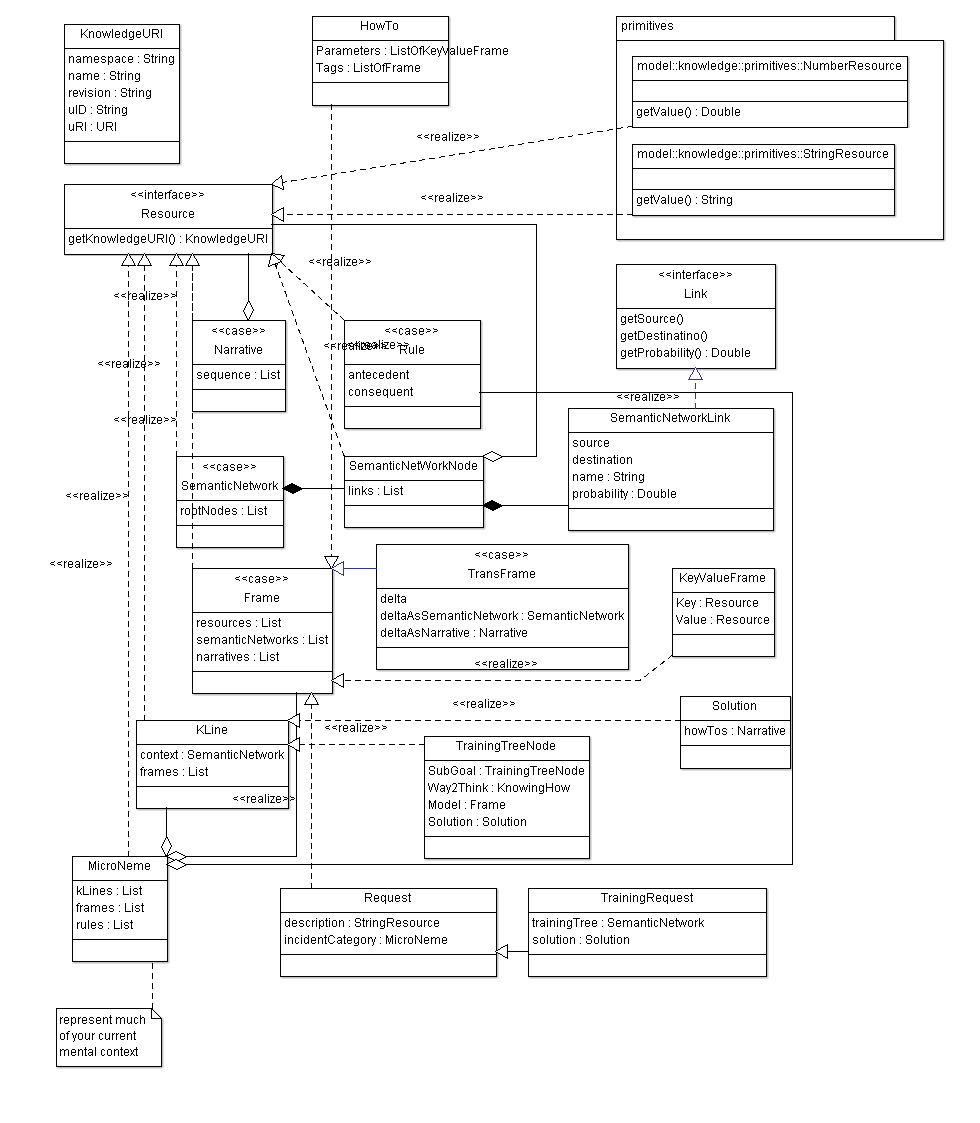 KnowledgeURI
namespace : String
name : String
revision : String
uID : String
uRI : URI
HowTo
Parameters : ListOfKeyValueFrame
Tags : ListOfFrame
primitives
model::knowledge::primitives::NumberResource
getValue() : Double
model::knowledge::primitives::StringResource
getValue() : String
<<realize>>
<<realize>>
<<interface>>
Resource
getKnowledgeURI() : KnowledgeURI
<<realize>>
<<realize>>
<<interface>>
Link
getSource()
getDestinatino()
getProbability() : Double
<<case>>
Narrative
sequence : List
<<case>>
Rule
antecedent
consequent
<<realize>>
<<realize>>
<<realize>>
<<realize>>
<<realize>>
SemanticNetworkLink
source
destination
name : String
probability : Double
<<case>>
SemanticNetwork
rootNodes : List
SemanticNetWorkNode
links : List
<<realize>>
<<realize>>
<<case>>
Frame
resources : List
semanticNetworks : List
narratives : List
<<case>>
TransFrame
delta
deltaAsSemanticNetwork : SemanticNetwork
deltaAsNarrative : Narrative
<<realize>>
KeyValueFrame
Key : Resource
Value : Resource
<<realize>>
Solution
howTos : Narrative
KLine
context : SemanticNetwork
frames : List
<<realize>>
<<realize>>
TrainingTreeNode
SubGoal : TrainingTreeNode
Way2Think : KnowingHow
Model : Frame
Solution : Solution
MicroNeme
kLines : List
frames : List
rules : List
Request
description : StringResource
incidentCategory : MicroNeme
TrainingRequest
trainingTree : SemanticNetwork
solution : Solution
represent much
of your current
mental context